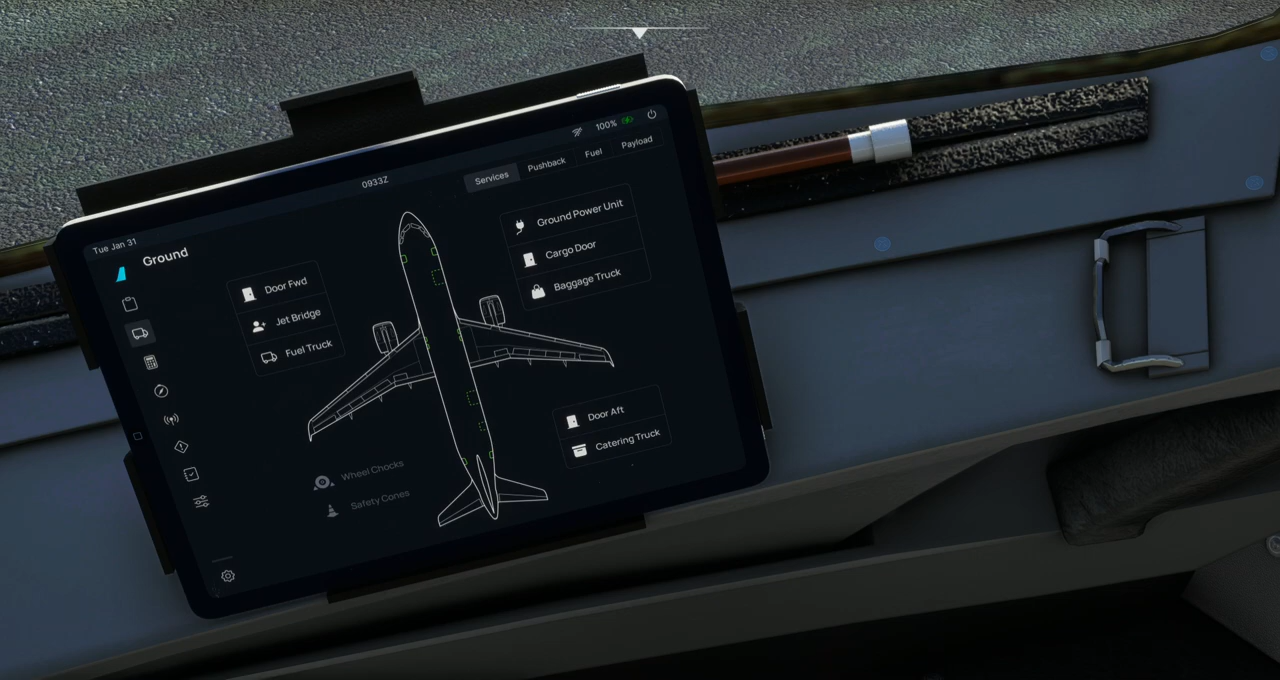 Tue Jan 31
0933Z
100%
Ground
Services
Pushback
Fuel
Payload
Door Fwd
Jet Bridge
Fuel Truck
Ground Power Unit
Cargo Door
Baggage Truck
Door Aft
Catering Truck
Wheel Chocks
Safety Cones